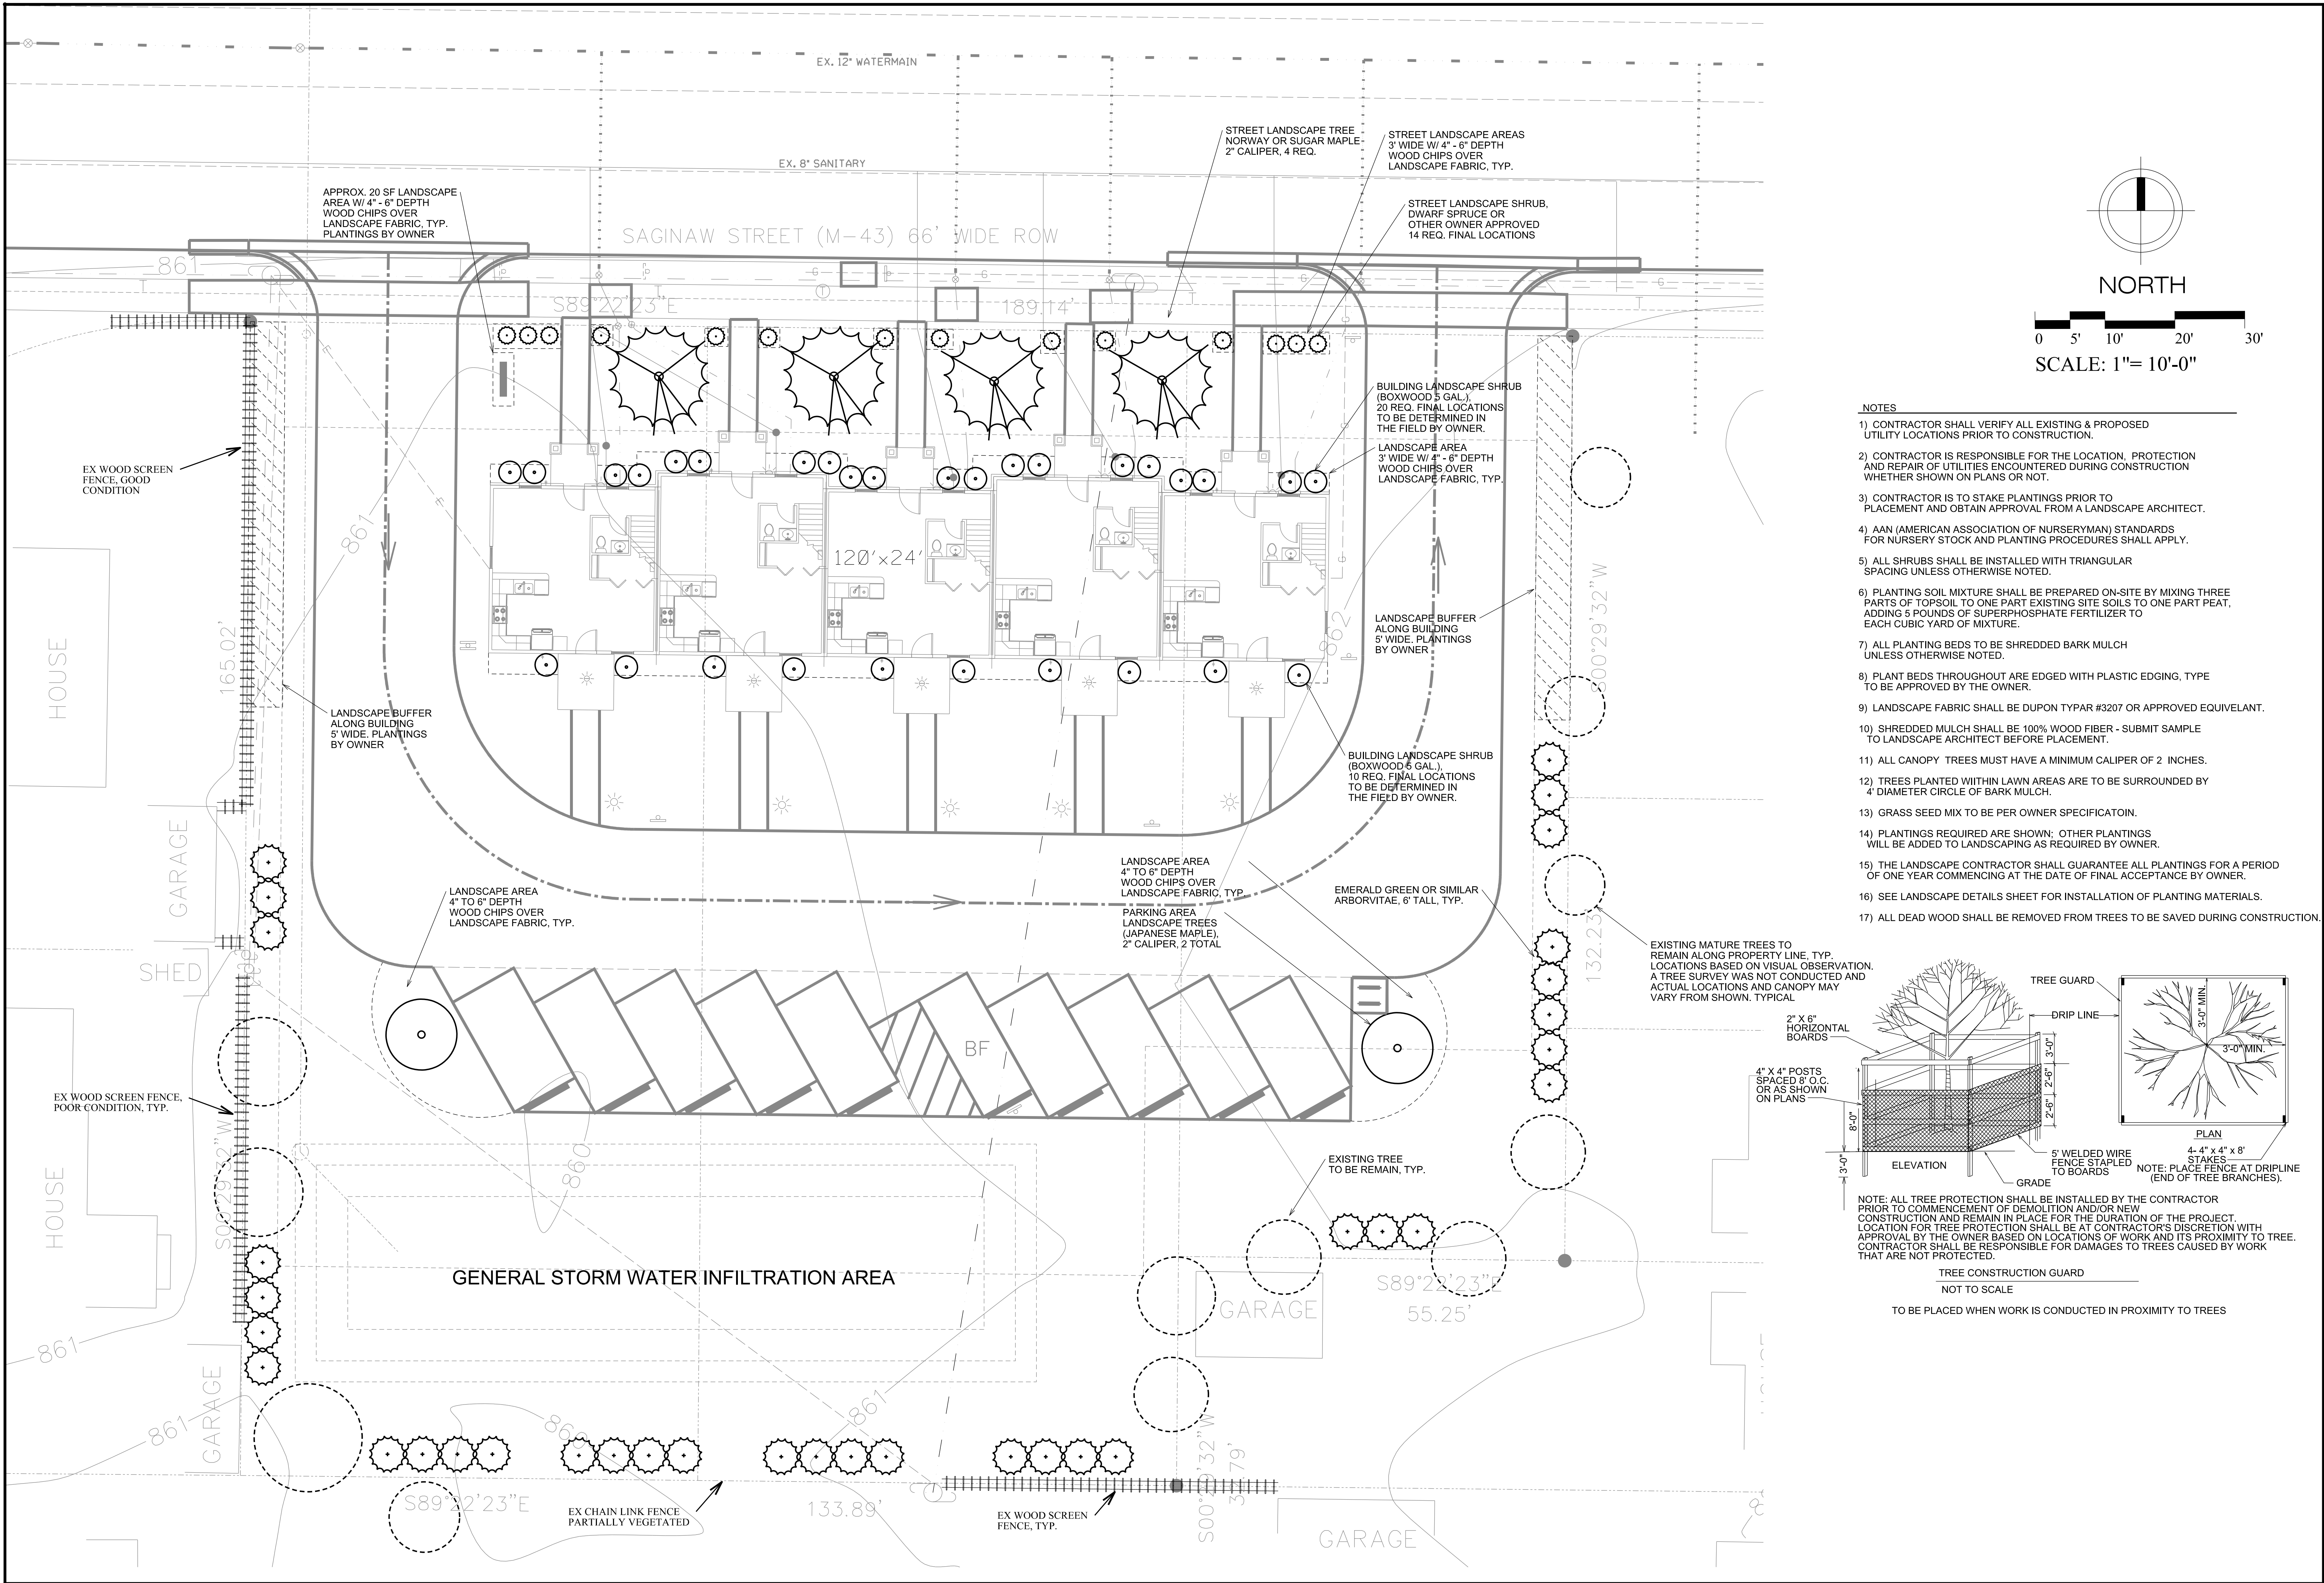 EX. 12" WATERMAIN
EX. 8" SANITARY
STREET LANDSCAPE TREE
NORWAY OR SUGAR MAPLE
2" CALIPER, 4 REQ.
STREET LANDSCAPE AREAS
3' WIDE W/ 4" - 6" DEPTH
WOOD CHIPS OVER
LANDSCAPE FABRIC, TYP.
APPROX. 20 SF LANDSCAPE
AREA W/ 4" - 6" DEPTH
WOOD CHIPS OVER
LANDSCAPE FABRIC, TYP.
PLANTINGS BY OWNER
STREET LANDSCAPE SHRUB,
DWARF SPRUCE OR
OTHER OWNER APPROVED
14 REQ. FINAL LOCATIONS
SAGINAW STREET (M-43) 66' WIDE ROW
861
S89°22'23"E
189.14'
BUILDING LANDSCAPE SHRUB
(BOXWOOD 5 GAL.),
20 REQ. FINAL LOCATIONS
TO BE DETERMINED IN
THE FIELD BY OWNER.
LANDSCAPE AREA
3' WIDE W/ 4" - 6" DEPTH
WOOD CHIPS OVER
LANDSCAPE FABRIC, TYP.
EX WOOD SCREEN
FENCE, GOOD
CONDITION
861
120'x24'
HOUSE
165.02'
862
S00°29'32"W
LANDSCAPE BUFFER
ALONG BUILDING
5' WIDE. PLANTINGS
BY OWNER
LANDSCAPE BUFFER
ALONG BUILDING
5' WIDE. PLANTINGS
BY OWNER
BUILDING LANDSCAPE SHRUB
(BOXWOOD 5 GAL.),
10 REQ. FINAL LOCATIONS
TO BE DETERMINED IN
THE FIELD BY OWNER.
GARAGE
LANDSCAPE AREA
4" TO 6" DEPTH
WOOD CHIPS OVER
LANDSCAPE FABRIC, TYP.
LANDSCAPE AREA
4" TO 6" DEPTH
WOOD CHIPS OVER
LANDSCAPE FABRIC, TYP.
PARKING AREA
LANDSCAPE TREES
(JAPANESE MAPLE),
2" CALIPER, 2 TOTAL
EMERALD GREEN OR SIMILAR
ARBORVITAE, 6' TALL, TYP.
132.23'
EXISTING MATURE TREES TO
REMAIN ALONG PROPERTY LINE, TYP.
LOCATIONS BASED ON VISUAL OBSERVATION.
A TREE SURVEY WAS NOT CONDUCTED AND
ACTUAL LOCATIONS AND CANOPY MAY
VARY FROM SHOWN. TYPICAL
SHED
BF
EX WOOD SCREEN FENCE,
POOR CONDITION, TYP.
S00°29'32"W
HOUSE
860
EXISTING TREE
TO BE REMAIN, TYP.
GENERAL STORM WATER INFILTRATION AREA
GARAGE
S89°22'23"E
55.25'
861
GARAGE
861
860
861
S89°22'23"E
EX CHAIN LINK FENCE
PARTIALLY VEGETATED
133.89'
EX WOOD SCREEN
FENCE, TYP.
GARAGE
NORTH
0 5' 10' 20' 30'
SCALE: 1"= 10'-0"
NOTES
1) CONTRACTOR SHALL VERIFY ALL EXISTING & PROPOSED
UTILITY LOCATIONS PRIOR TO CONSTRUCTION.
2) CONTRACTOR IS RESPONSIBLE FOR THE LOCATION, PROTECTION
AND REPAIR OF UTILITIES ENCOUNTERED DURING CONSTRUCTION
WHETHER SHOWN ON PLANS OR NOT.
3) CONTRACTOR IS TO STAKE PLANTINGS PRIOR TO
PLACEMENT AND OBTAIN APPROVAL FROM A LANDSCAPE ARCHITECT.
4) AAN (AMERICAN ASSOCIATION OF NURSERYMAN) STANDARDS
FOR NURSERY STOCK AND PLANTING PROCEDURES SHALL APPLY.
5) ALL SHRUBS SHALL BE INSTALLED WITH TRIANGULAR
SPACING UNLESS OTHERWISE NOTED.
6) PLANTING SOIL MIXTURE SHALL BE PREPARED ON-SITE BY MIXING THREE
PARTS OF TOPSOIL TO ONE PART EXISTING SITE SOILS TO ONE PART PEAT,
ADDING 5 POUNDS OF SUPERPHOSPHATE FERTILIZER TO
EACH CUBIC YARD OF MIXTURE.
7) ALL PLANTING BEDS TO BE SHREDDED BARK MULCH
UNLESS OTHERWISE NOTED.
8) PLANT BEDS THROUGHOUT ARE EDGED WITH PLASTIC EDGING, TYPE
TO BE APPROVED BY THE OWNER.
9) LANDSCAPE FABRIC SHALL BE DUPON TYPAR #3207 OR APPROVED EQUIVELANT.
10) SHREDDED MULCH SHALL BE 100% WOOD FIBER - SUBMIT SAMPLE
TO LANDSCAPE ARCHITECT BEFORE PLACEMENT.
11) ALL CANOPY TREES MUST HAVE A MINIMUM CALIPER OF 2 INCHES.
12) TREES PLANTED WIITHIN LAWN AREAS ARE TO BE SURROUNDED BY
4' DIAMETER CIRCLE OF BARK MULCH.
13) GRASS SEED MIX TO BE PER OWNER SPECIFICATOIN.
14) PLANTINGS REQUIRED ARE SHOWN; OTHER PLANTINGS
WILL BE ADDED TO LANDSCAPING AS REQUIRED BY OWNER.
15) THE LANDSCAPE CONTRACTOR SHALL GUARANTEE ALL PLANTINGS FOR A PERIOD
OF ONE YEAR COMMENCING AT THE DATE OF FINAL ACCEPTANCE BY OWNER.
16) SEE LANDSCAPE DETAILS SHEET FOR INSTALLATION OF PLANTING MATERIALS.
17) ALL DEAD WOOD SHALL BE REMOVED FROM TREES TO BE SAVED DURING CONSTRUCTION.
TREE GUARD
DRIP LINE
2" X 6"
HORIZONTAL
BOARDS
4" X 4" POSTS
SPACED 8' O.C.
OR AS SHOWN
ON PLANS
3'-0"
2'-6"
2'-6"
8'-0"
3'-0"
3'-0" MIN.
3'-0" MIN.
ELEVATION
GRADE
5' WELDED WIRE
FENCE STAPLED
TO BOARDS
PLAN
4- 4" x 4" x 8'
STAKES
NOTE: PLACE FENCE AT DRIPLINE
(END OF TREE BRANCHES).
NOTE: ALL TREE PROTECTION SHALL BE INSTALLED BY THE CONTRACTOR
PRIOR TO COMMENCEMENT OF DEMOLITION AND/OR NEW
CONSTRUCTION AND REMAIN IN PLACE FOR THE DURATION OF THE PROJECT.
LOCATION FOR TREE PROTECTION SHALL BE AT CONTRACTOR'S DISCRETION WITH
APPROVAL BY THE OWNER BASED ON LOCATIONS OF WORK AND ITS PROXIMITY TO TREE.
CONTRACTOR SHALL BE RESPONSIBLE FOR DAMAGES TO TREES CAUSED BY WORK
THAT ARE NOT PROTECTED.
TREE CONSTRUCTION GUARD
NOT TO SCALE
TO BE PLACED WHEN WORK IS CONDUCTED IN PROXIMITY TO TREES